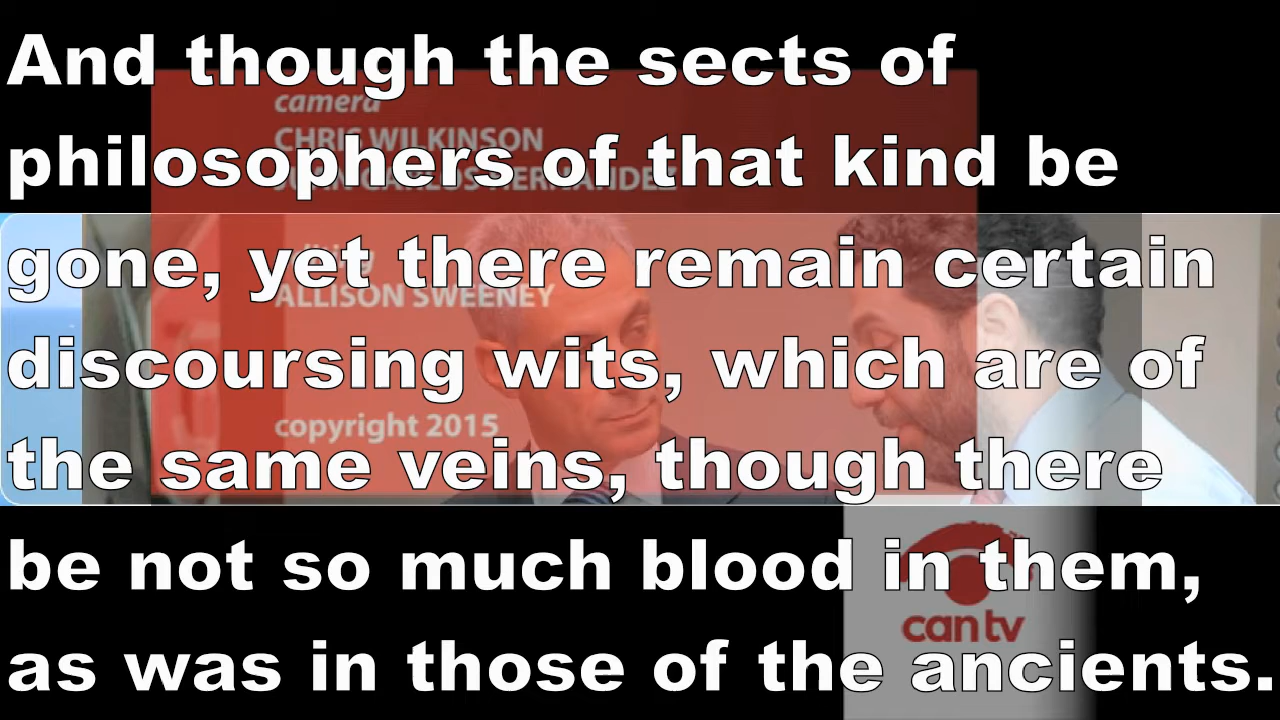 And though the sects of
camera
CHRIS WILKINSON
philosophers of that kind be
gone, yet there remain certain
ALLISON SWEENEY
discoursing wits, which are of
copyright 2015
the same veins, though there
be not so much blood in them,
can tv
as was in those of the ancients.